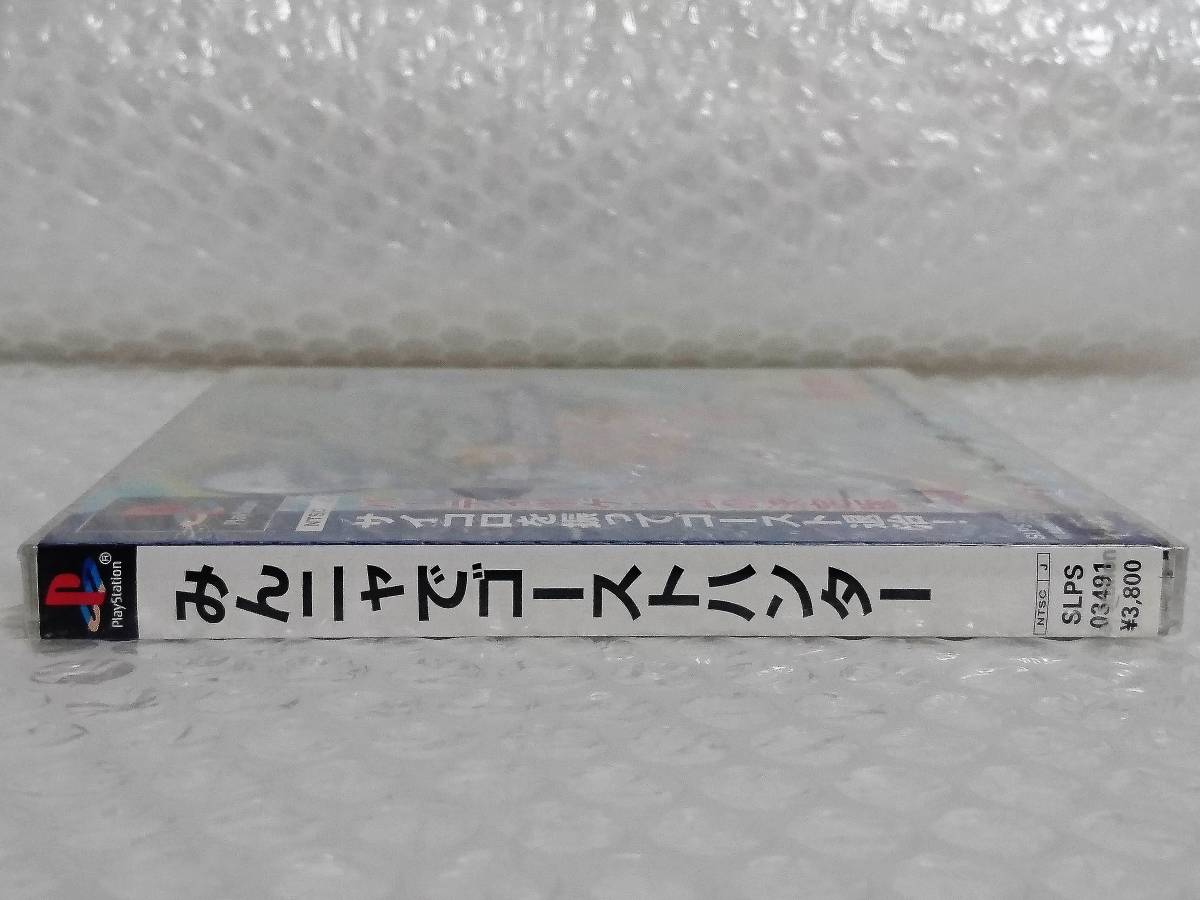 サイコロを振ってゴースト退治!
PlayStation®
みんニャでゴーストハンター
NTSC J
SLPS
03491
¥3,800